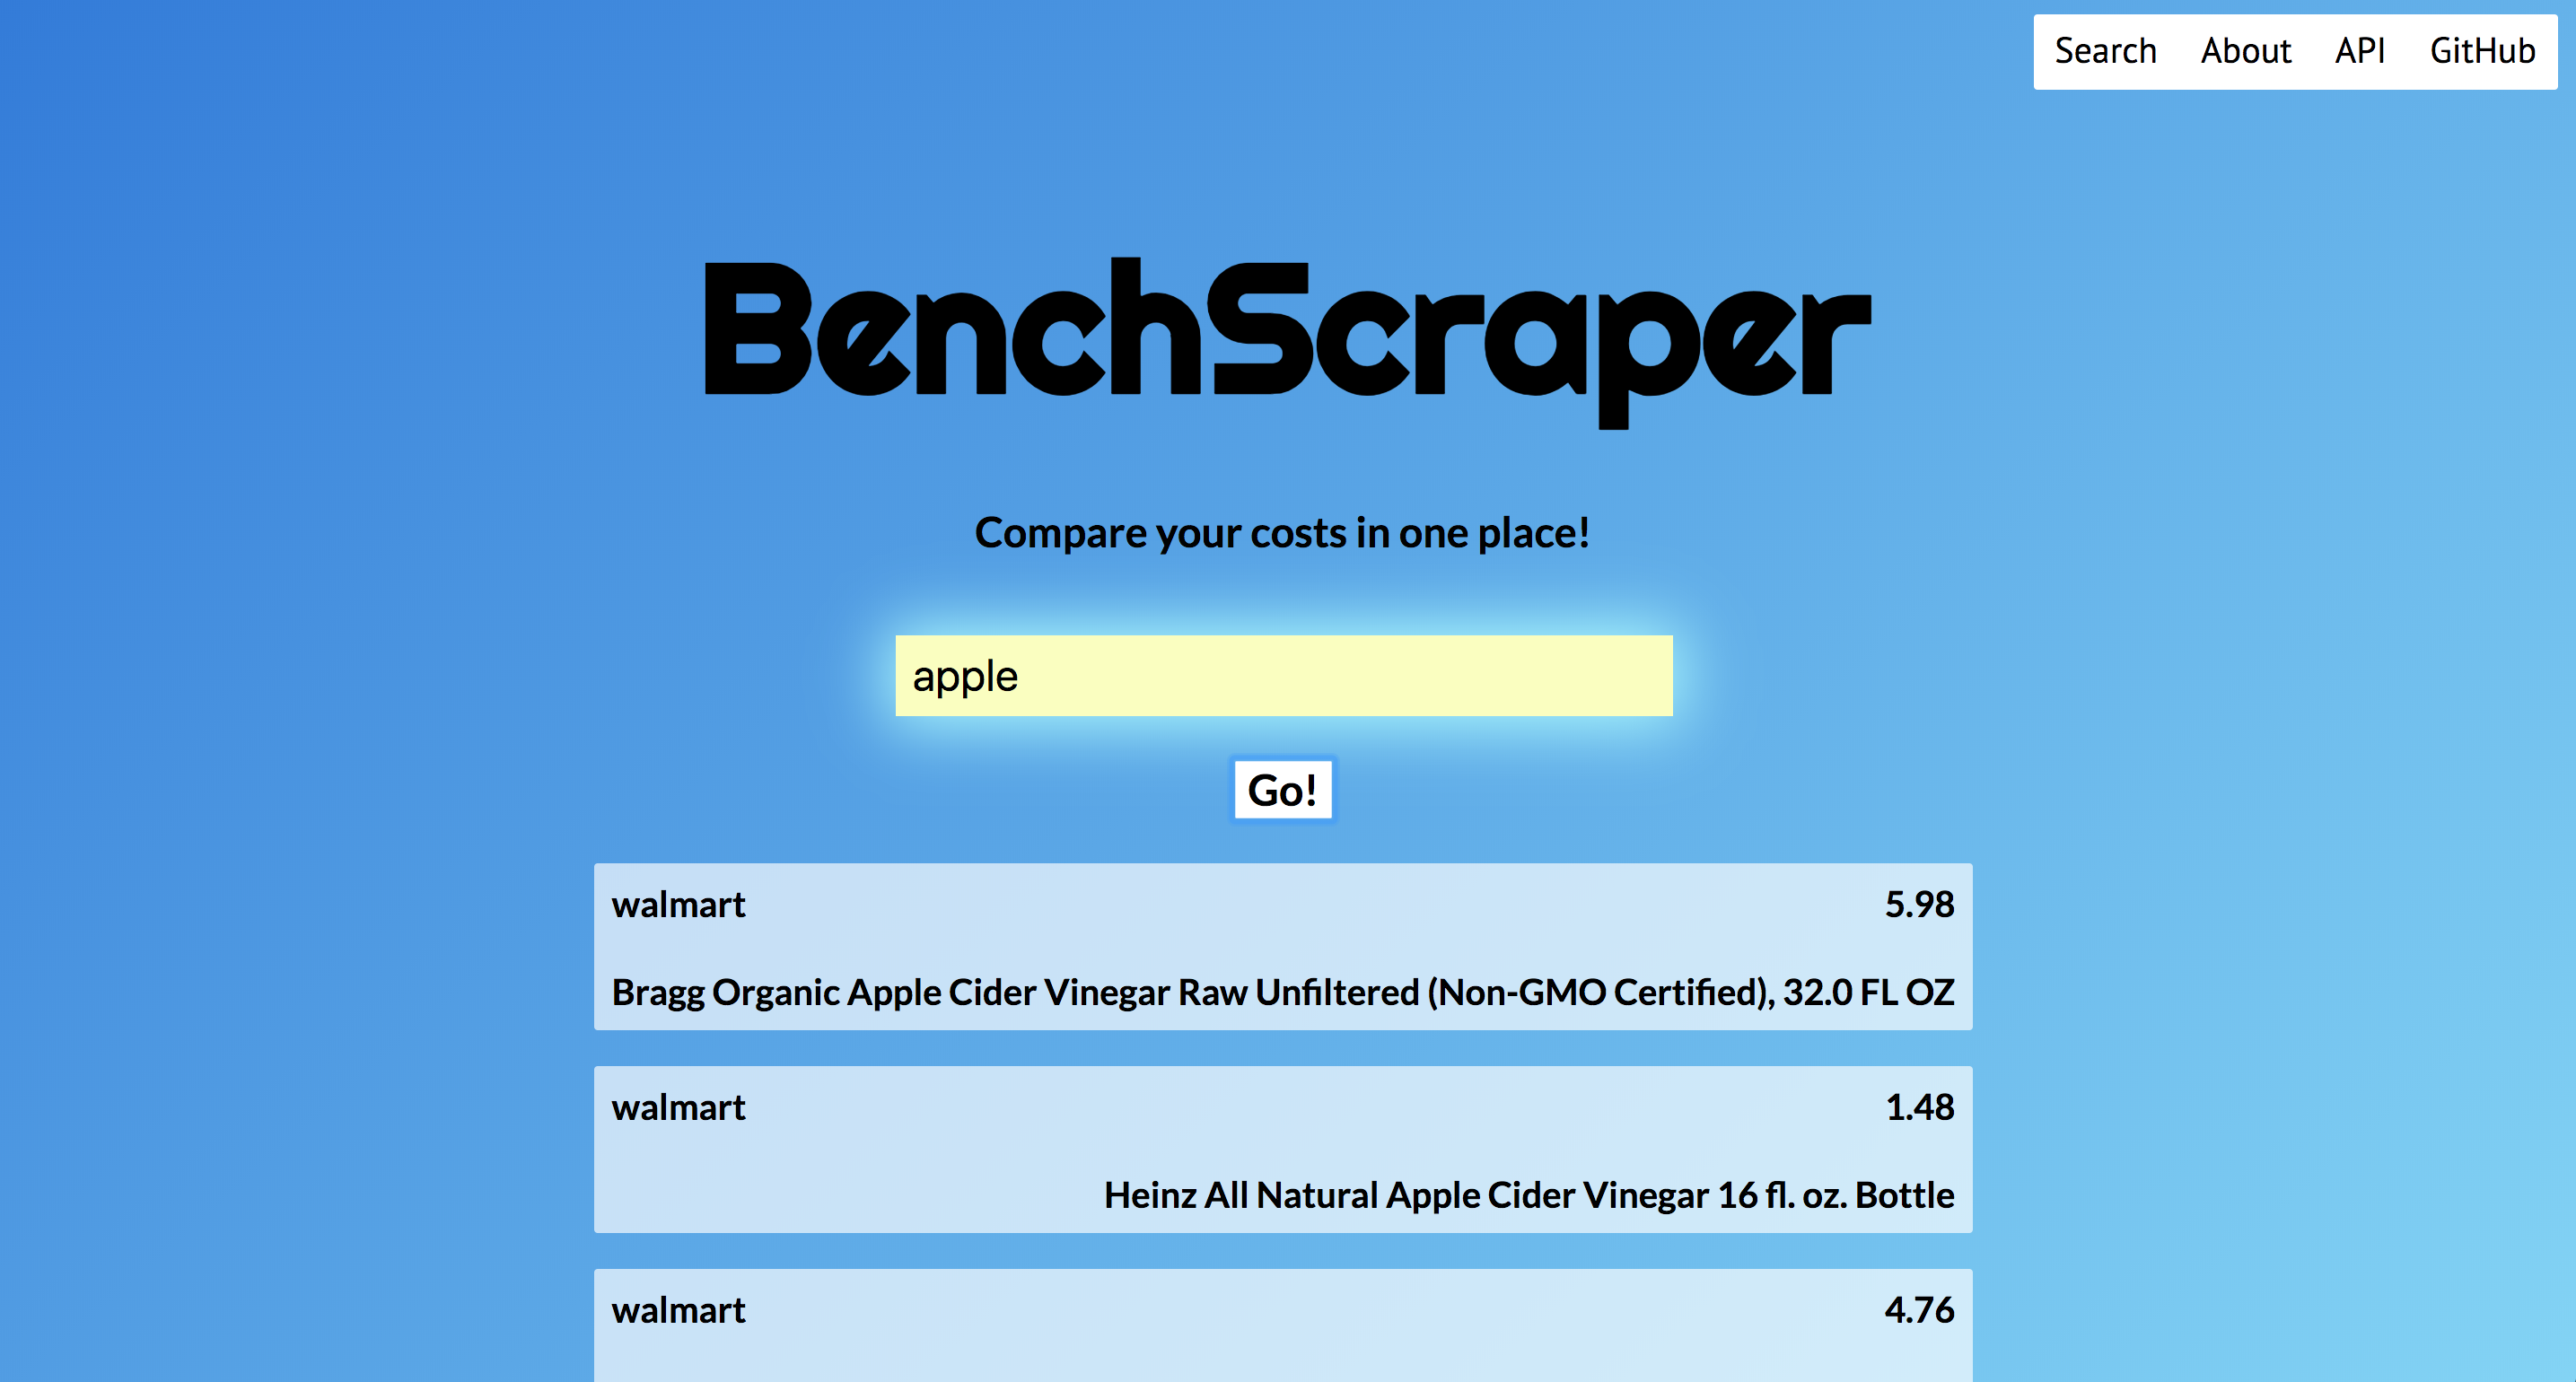 Search About API GitHub
BenchScraper
Compare your costs in one place!
apple
Go!
walmart 5.98
Bragg Organic Apple Cider Vinegar Raw Unfiltered (Non-GMO Certified), 32.0 FL OZ
walmart 1.48
Heinz All Natural Apple Cider Vinegar 16 fl. oz. Bottle
walmart 4.76